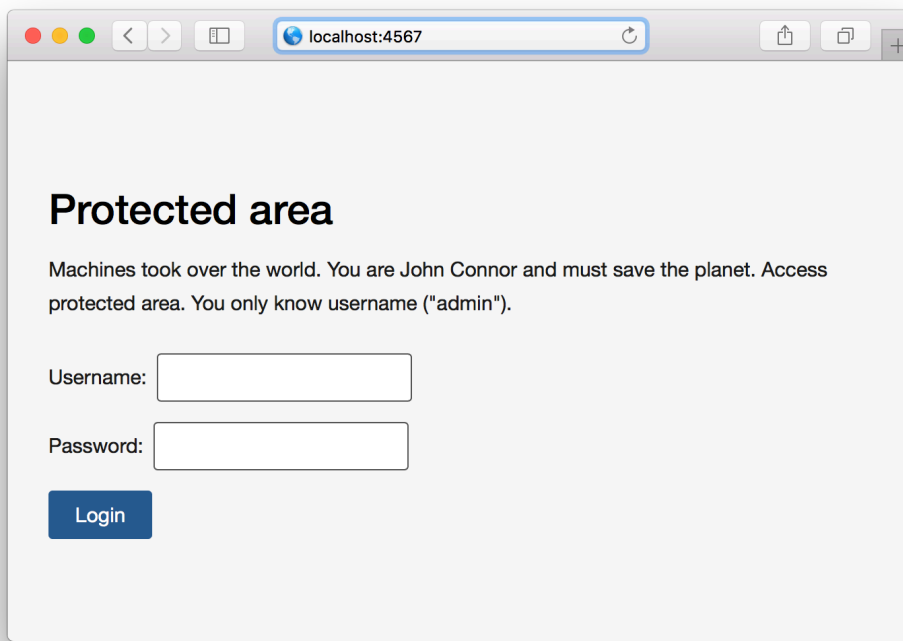 localhost:4567
Protected area
Machines took over the world. You are John Connor and must save the planet. Access
protected area. You only know username ("admin").
Username:
Password:
Login